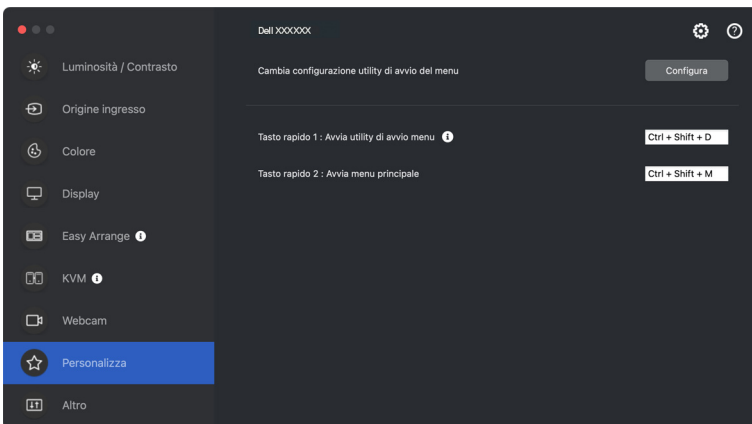 Dell XXXXXX
Luminosità / Contrasto
Cambia configurazione utility di avvio del menu
Configura
Origine ingresso
Tasto rapido 1 : Avvia utility di avvio menu
Ctrl + Shift + D
Colore
Tasto rapido 2 : Avvia menu principale
Ctrl + Shift + M
Display
Easy Arrange
KVM
Webcam
Personalizza
Altro